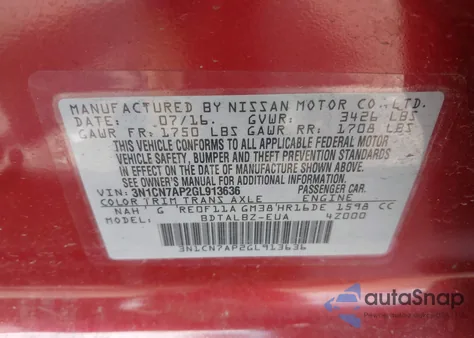 MANUFACTURED BY NISSAN MOTOR CO., LTD.
DATE: 07/16. GVWR: 3426 LBS
GAWR FR: 1750 LBS GAWR RR: 1708 LBS
THIS VEHICLE CONFORMS TO ALL APPLICABLE FEDERAL MOTOR
VEHICLE SAFETY, BUMPER AND THEFT PREVENTION STANDARDS
IN EFFECT ON THE DATE OF MANUFACTURE SHOWN ABOVE.
SEE OWNER'S MANUAL FOR ADDITIONAL INFORMATION
VIN: 3N1CN7AP2GL913636 PASSENGER CAR.
COLOR TRIM TRANS AXLE ENGINE
NAH G RE0F11A GM38 HR16DE 1598 CC
MODEL: BDTALBZ-EUA 4Z000
3N1CN7AP2GL913636
autoSnap